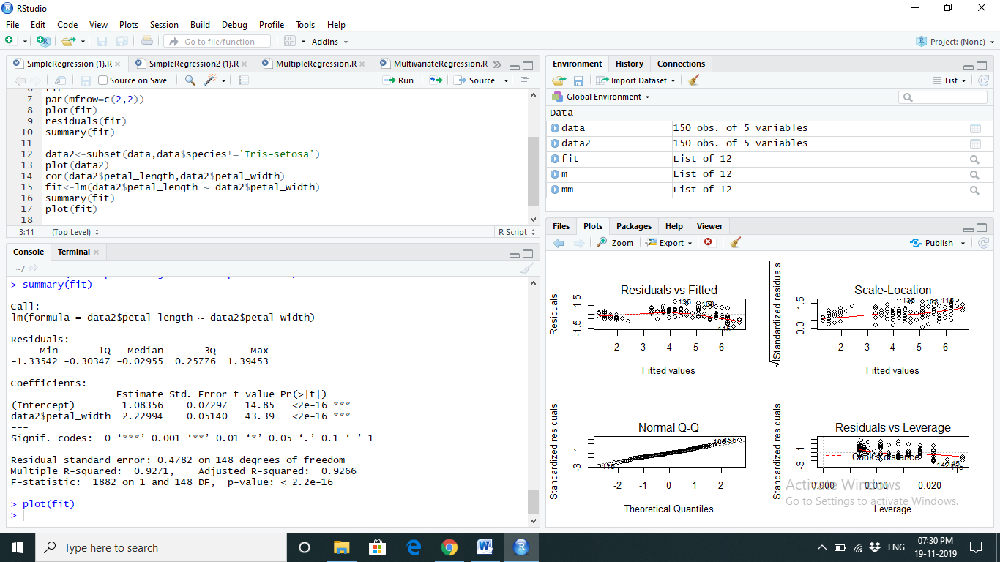 RStudio
File Edit Code View Plots Session Build Debug Profile Tools Help
Go to file/function Addins Project: (None)
SimpleRegression (1).R SimpleRegression2 (1).R MultipleRegression.R MultivariateRegression.R
Source on Save Run Source
7 par(mfrow=c(2,2))
8 plot(fit)
9 residuals(fit)
10 summary(fit)
11
12 data2<-subset(data,data$species!='Iris-setosa')
13 plot(data2)
14 cor(data2$petal_length,data2$petal_width)
15 fit<-lm(data2$petal_length ~ data2$petal_width)
16 summary(fit)
17 plot(fit)
18
3:11 (Top Level) R Script
Console Terminal
~/
> summary(fit)
Call:
lm(formula = data2$petal_length ~ data2$petal_width)
Residuals:
Min 1Q Median 3Q Max
-1.33542 -0.30347 -0.02955 0.25776 1.39453
Coefficients:
Estimate Std. Error t value Pr(>|t|)
(Intercept) 1.08356 0.07297 14.85 <2e-16 ***
data2$petal_width 2.22994 0.05140 43.39 <2e-16 ***
---
Signif. codes: 0 ‘***’ 0.001 ‘**’ 0.01 ‘*’ 0.05 ‘.’ 0.1 ‘ ’ 1
Residual standard error: 0.4782 on 148 degrees of freedom
Multiple R-squared: 0.9271, Adjusted R-squared: 0.9266
F-statistic: 1882 on 1 and 148 DF, p-value: < 2.2e-16
> plot(fit)
>
Environment History Connections
Import Dataset List
Global Environment
Data
data 150 obs. of 5 variables
data2 150 obs. of 5 variables
fit List of 12
m List of 12
mm List of 12
Files Plots Packages Help Viewer
Zoom Export Publish
Residuals vs Fitted
Residuals
-1.5 1.5
135 108
2 3 4 5 6
Fitted values
Scale-Location
√|Standardized residuals|
0.0 1.5
135 108
2 3 4 5 6
Fitted values
Normal Q-Q
Standardized residuals
-3 1
-2 -1 0 1 2
Theoretical Quantiles
Residuals vs Leverage
Standardized residuals
-3 1
Cook's distance
0.000 0.010 0.020
Leverage
Activate Windows
Go to Settings to activate Windows.
Type here to search
ENG
07:30 PM
19-11-2019